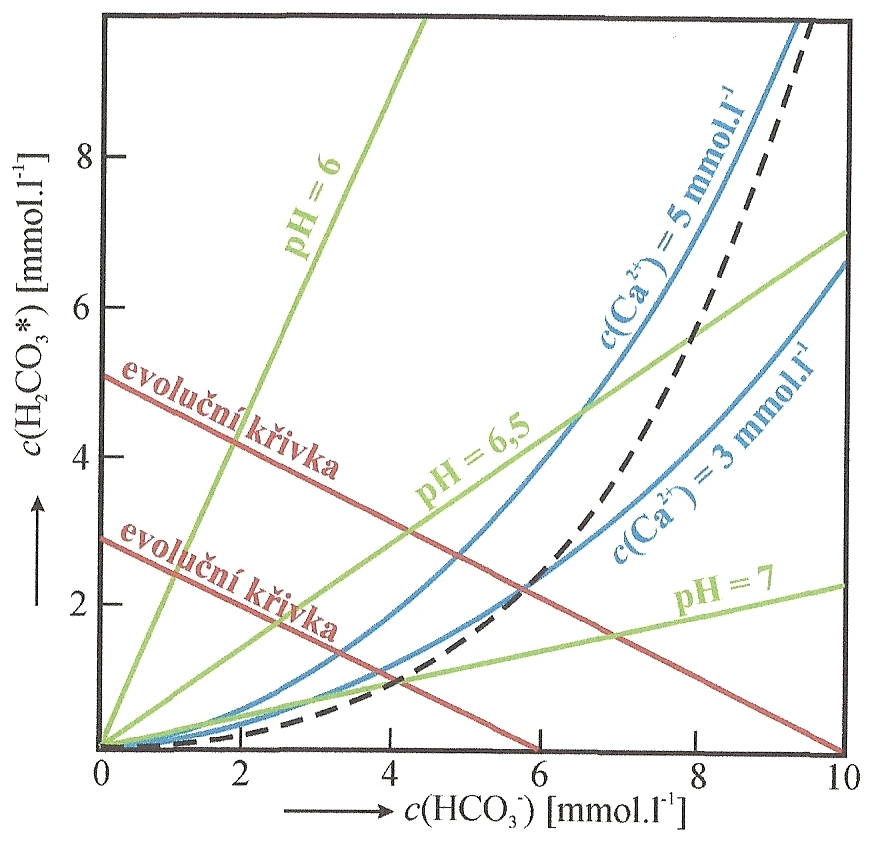 c(H₂CO₃*) [mmol.l⁻¹]
8
6
4
2
pH = 6
c(Ca²⁺) = 5 mmol.l⁻¹
evoluční křivka
pH = 6,5
c(Ca²⁺) = 3 mmol.l⁻¹
evoluční křivka
pH = 7
0 2 4 6 8 10
c(HCO₃⁻) [mmol.l⁻¹]